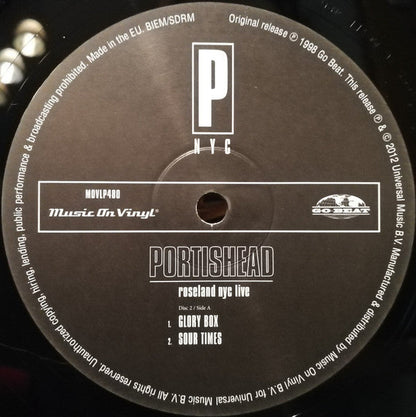 Original release ℗ 1998 Go Beat. This release ℗ & © 2012 Universal Music B.V. Manufactured & distributed by Music On Vinyl B.V. for Universal Music B.V. All rights reserved. Unauthorized copying, hiring, lending, public performance & broadcasting prohibited. Made in the EU. BIEM/SDRM
P
NYC
MOVLP480
Music On Vinyl®
GO BEAT
PORTISHEAD
roseland nyc live
Disc 2 / Side A
1. GLORY BOX
2. SOUR TIMES